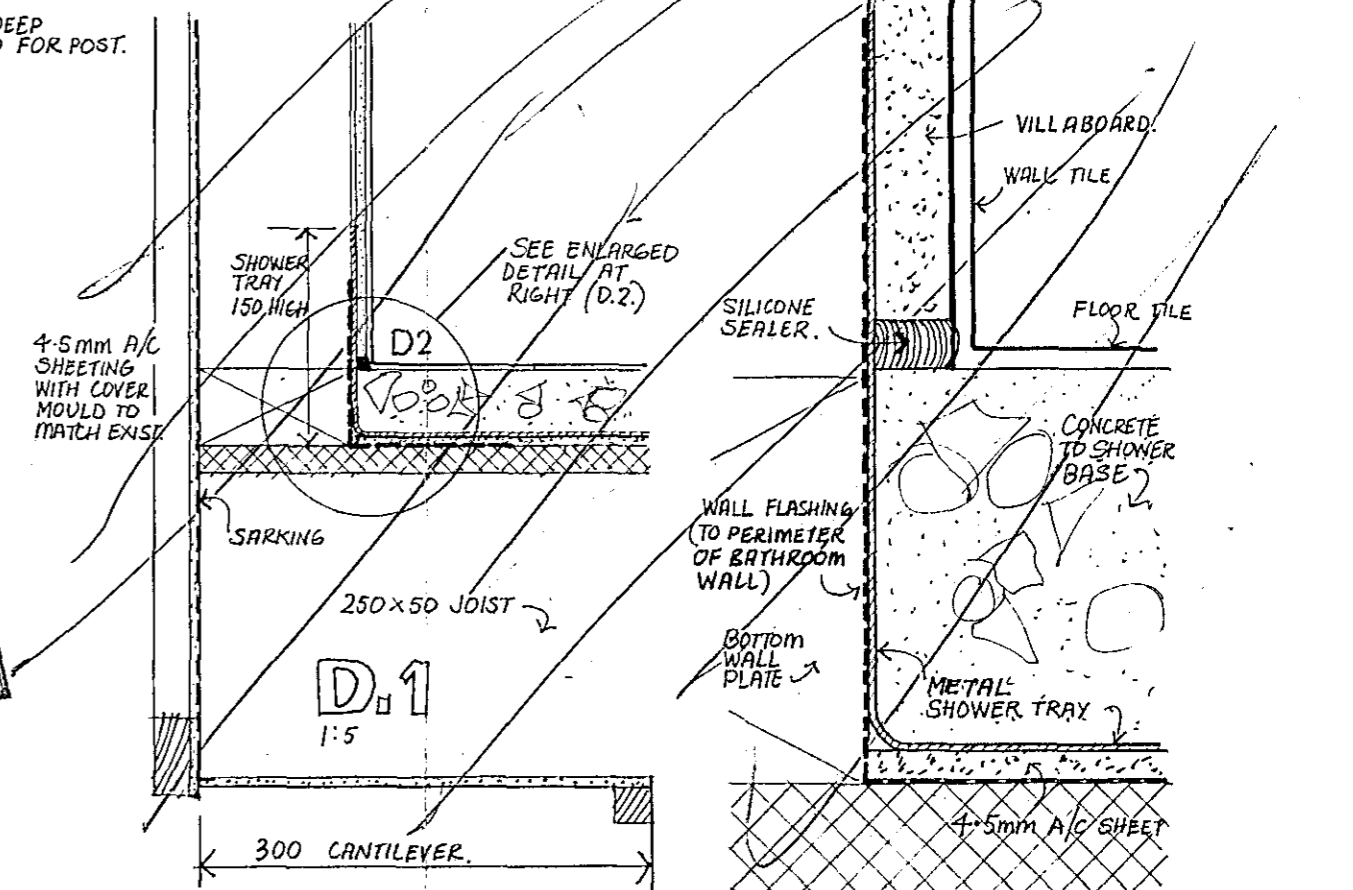 DEEP
FOR POST.
SHOWER
TRAY
150 HIGH
SEE ENLARGED
DETAIL AT
RIGHT (D.2.)
D2
4·5mm A/C
SHEETING
WITH COVER
MOULD TO
MATCH EXIST.
SARKING
250×50 JOIST
D.1
1:5
300 CANTILEVER.
VILLABOARD.
WALL TILE
SILICONE
SEALER.
FLOOR TILE
CONCRETE
TO SHOWER
BASE
WALL FLASHING
(TO PERIMETER
OF BATHROOM
WALL)
BOTTOM
WALL
PLATE
METAL
SHOWER TRAY
4·5mm A/C SHEET